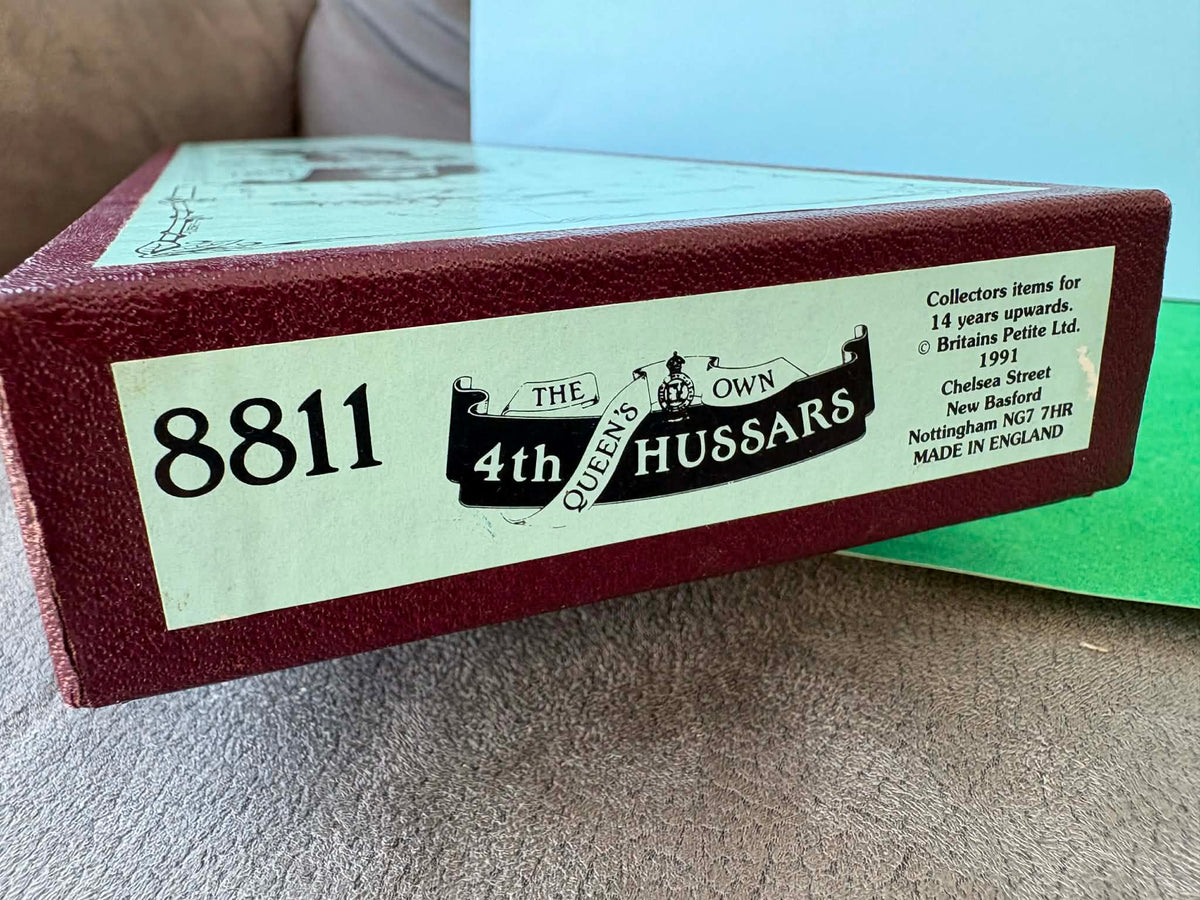 8811
THE QUEEN'S OWN
4th HUSSARS
IV
Collectors items for
14 years upwards.
© Britains Petite Ltd.
1991
Chelsea Street
New Basford
Nottingham NG7 7HR
MADE IN ENGLAND